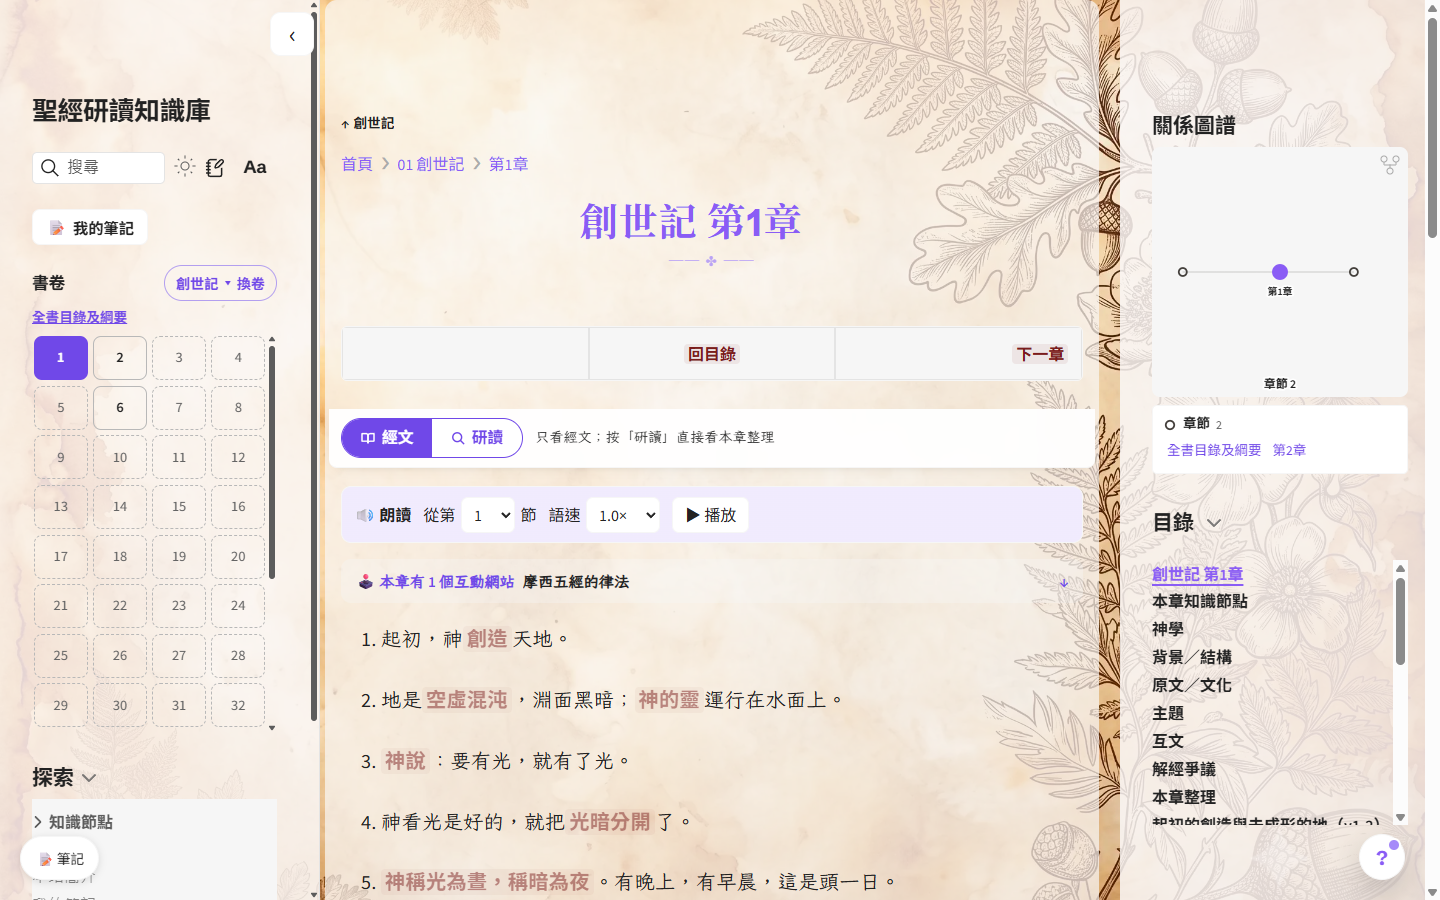 聖經研讀知識庫
搜尋
Aa
我的筆記
書卷
創世記 換卷
全書目錄及綱要
1 2 3 4
5 6 7 8
9 10 11 12
13 14 15 16
17 18 19 20
21 22 23 24
25 26 27 28
29 30 31 32
探索
知識節點
筆記
↑ 創世記
首頁 > 01 創世記 > 第1章
創世記 第1章
回目錄
下一章
經文 研讀 只看經文；按「研讀」直接看本章整理
朗讀 從第 1 節 語速 1.0× ▶ 播放
本章有 1 個互動網站 摩西五經的律法 ↓
1. 起初，神 創造 天地。
2. 地是 空虛混沌 ，淵面黑暗； 神的靈 運行在水面上。
3. 神說 ：要有光，就有了光。
4. 神看光是好的，就把 光暗分開 了。
5. 神稱光為晝，稱暗為夜 。有晚上，有早晨，這是頭一日。
關係圖譜
第1章
章節 2
章節 2
全書目錄及綱要 第2章
目錄
創世記 第1章
本章知識節點
神學
背景／結構
原文／文化
主題
互文
解經爭議
本章整理
?